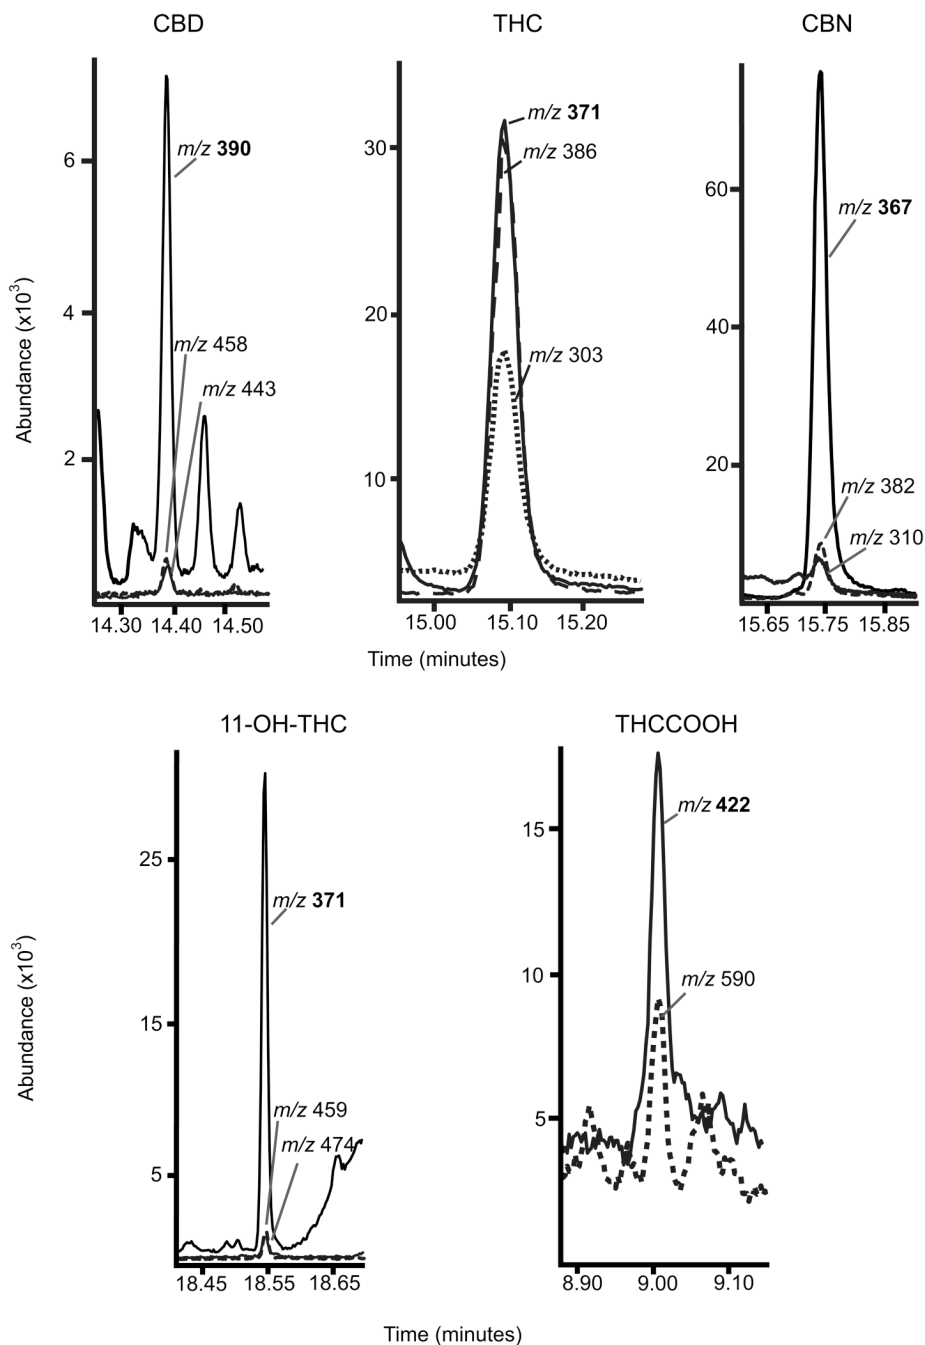 CBD
THC
CBN
Abundance (x10³)
6
4
2
m/z 390
m/z 458
m/z 443
14.30 14.40 14.50
30
20
10
m/z 371
m/z 386
m/z 303
15.00 15.10 15.20
60
40
20
m/z 367
m/z 382
m/z 310
15.65 15.75 15.85
Time (minutes)
11-OH-THC
THCCOOH
Abundance (x10³)
25
15
5
m/z 371
m/z 459
m/z 474
18.45 18.55 18.65
15
10
5
m/z 422
m/z 590
8.90 9.00 9.10
Time (minutes)